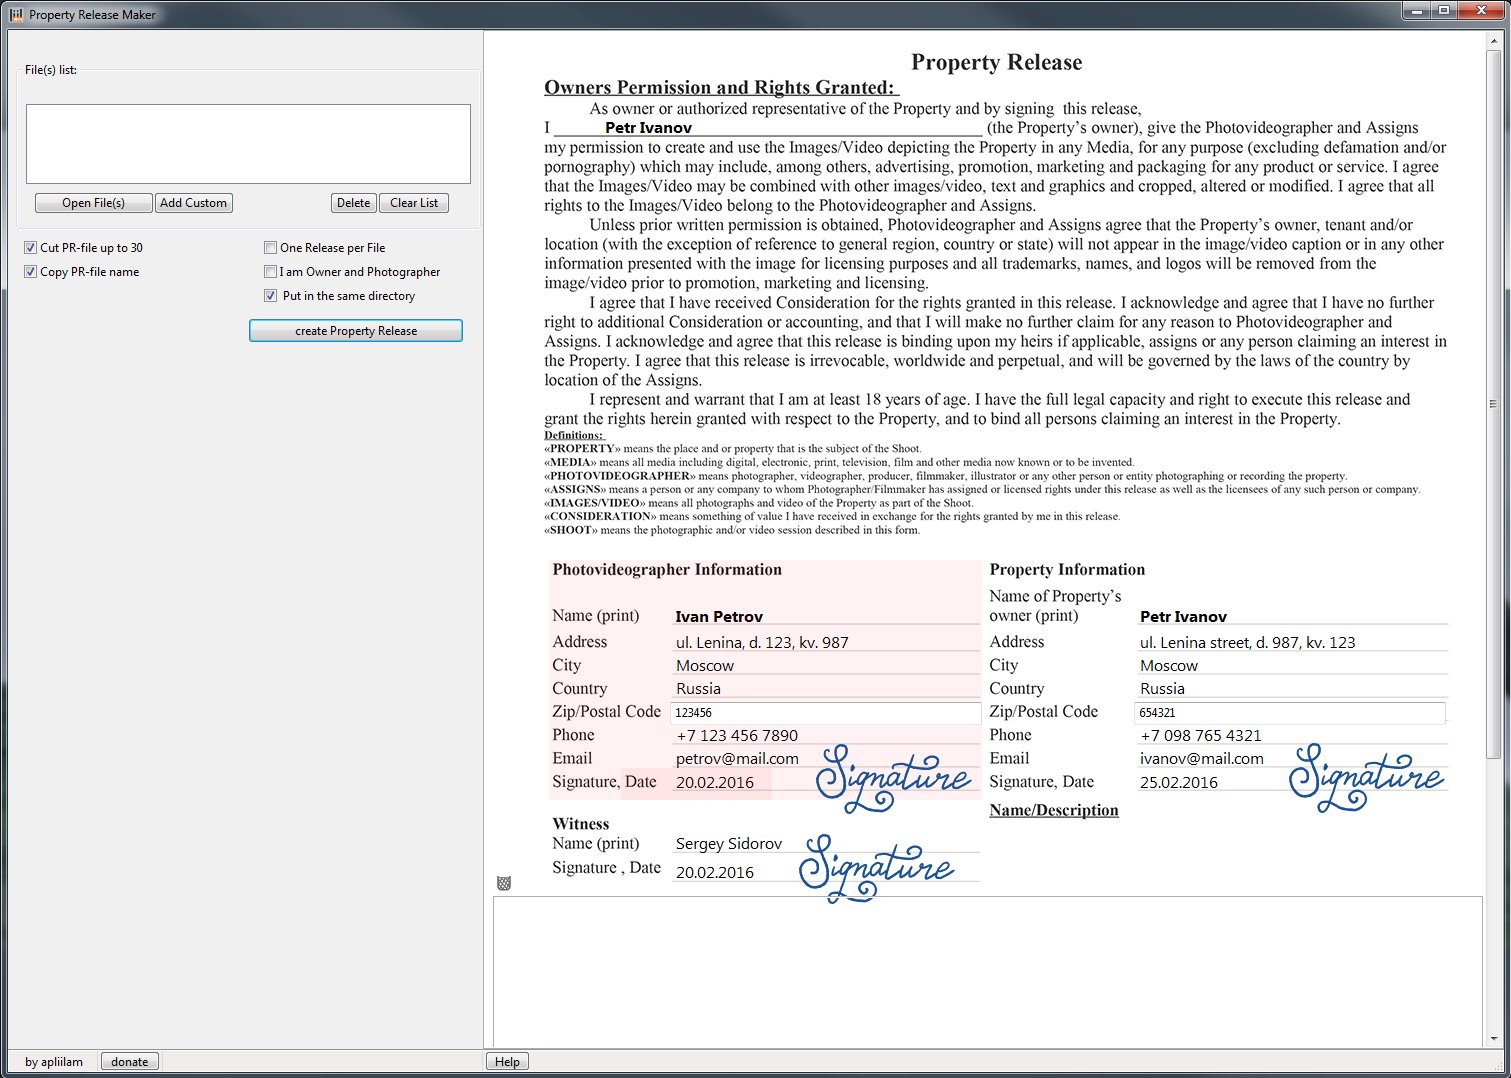 Property Release Maker
File(s) list:
Open File(s) Add Custom Delete Clear List
Cut PR-file up to 30 One Release per File
Copy PR-file name I am Owner and Photographer
Put in the same directory
create Property Release
by apliilam donate
Property Release
Owners Permission and Rights Granted:
As owner or authorized representative of the Property and by signing this release,
I Petr Ivanov (the Property’s owner), give the Photovideographer and Assigns
my permission to create and use the Images/Video depicting the Property in any Media, for any purpose (excluding defamation and/or
pornography) which may include, among others, advertising, promotion, marketing and packaging for any product or service. I agree
that the Images/Video may be combined with other images/video, text and graphics and cropped, altered or modified. I agree that all
rights to the Images/Video belong to the Photovideographer and Assigns.
Unless prior written permission is obtained, Photovideographer and Assigns agree that the Property’s owner, tenant and/or
location (with the exception of reference to general region, country or state) will not appear in the image/video caption or in any other
information presented with the image for licensing purposes and all trademarks, names, and logos will be removed from the
image/video prior to promotion, marketing and licensing.
I agree that I have received Consideration for the rights granted in this release. I acknowledge and agree that I have no further
right to additional Consideration or accounting, and that I will make no further claim for any reason to Photovideographer and
Assigns. I acknowledge and agree that this release is binding upon my heirs if applicable, assigns or any person claiming an interest in
the Property. I agree that this release is irrevocable, worldwide and perpetual, and will be governed by the laws of the country by
location of the Assigns.
I represent and warrant that I am at least 18 years of age. I have the full legal capacity and right to execute this release and
grant the rights herein granted with respect to the Property, and to bind all persons claiming an interest in the Property.
Definitions:
«PROPERTY» means the place and or property that is the subject of the Shoot.
«MEDIA» means all media including digital, electronic, print, television, film and other media now known or to be invented.
«PHOTOVIDEOGRAPHER» means photographer, videographer, producer, filmmaker, illustrator or any other person or entity photographing or recording the property.
«ASSIGNS» means a person or any company to whom Photographer/Filmmaker has assigned or licensed rights under this release as well as the licensees of any such person or company.
«IMAGES/VIDEO» means all photographs and video of the Property as part of the Shoot.
«CONSIDERATION» means something of value I have received in exchange for the rights granted by me in this release.
«SHOOT» means the photographic and/or video session described in this form.
Photovideographer Information
Name (print) Ivan Petrov
Address ul. Lenina, d. 123, kv. 987
City Moscow
Country Russia
Zip/Postal Code 123456
Phone +7 123 456 7890
Email petrov@mail.com
Signature, Date 20.02.2016 Signature
Witness
Name (print) Sergey Sidorov
Signature , Date 20.02.2016 Signature
Property Information
Name of Property’s
owner (print) Petr Ivanov
Address ul. Lenina street, d. 987, kv. 123
City Moscow
Country Russia
Zip/Postal Code 654321
Phone +7 098 765 4321
Email ivanov@mail.com
Signature, Date 25.02.2016 Signature
Name/Description
Help